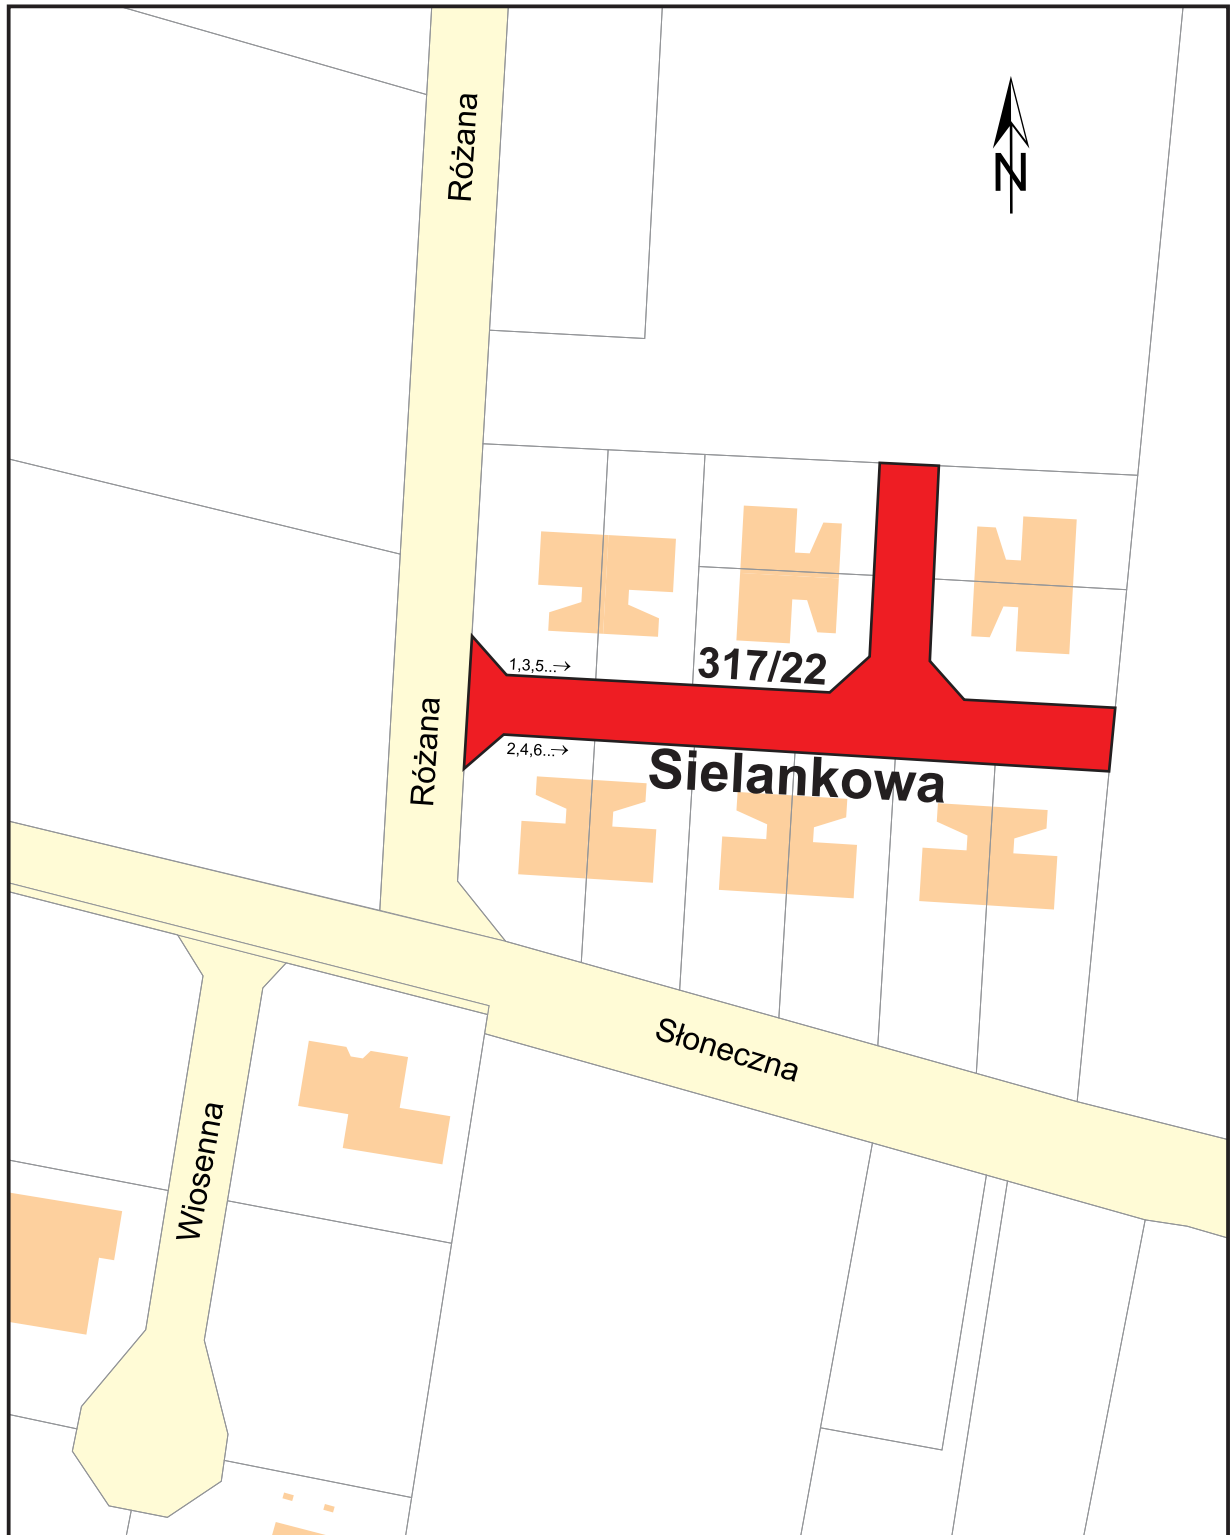 Różana
N
1,3,5...→
317/22
Różana
2,4,6...→
Sielankowa
Słoneczna
Wiosenna